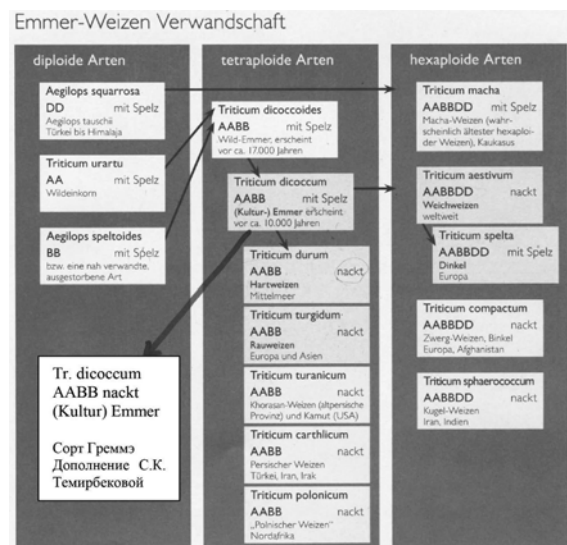 Emmer-Weizen Verwandschaft
diploide Arten
Aegilops squarrosa
DD mit Spelz
Aegilops tauschii
Türkei bis Himalaja
Triticum urartu
AA mit Spelz
Wildeinkorn
Aegilops speltoides
BB mit Spelz
bzw. eine nah verwandte,
ausgestorbene Art
Tr. dicoccum
AABB nackt
(Kultur) Emmer
Сорт Греммэ
Дополнение С.К.
Темирбековой
tetraploide Arten
Triticum dicoccoides
AABB mit Spelz
Wild-Emmer, erscheint
vor ca. 17.000 Jahren
Triticum dicoccum
AABB mit Spelz
(Kultur-) Emmer erscheint
vor ca. 10.000 Jahren
Triticum durum
AABB nackt
Hartweizen
Mittelmeer
Triticum turgidum
AABB nackt
Rauweizen
Europa und Asien
Triticum turanicum
AABB nackt
Khorasan-Weizen (altpersische
Provinz) und Kamut (USA)
Triticum carthlicum
AABB nackt
Persischer Weizen
Türkei, Iran, Irak
Triticum polonicum
AABB nackt
„Polnischer Weizen"
Nordafrika
hexaploide Arten
Triticum macha
AABBDD mit Spelz
Macha-Weizen (wahr-
scheinlich ältester hexaploi-
der Weizen), Kaukasus
Triticum aestivum
AABBDD nackt
Weichweizen
weltweit
Triticum spelta
AABBDD mit Spelz
Dinkel
Europa
Triticum compactum
AABBDD nackt
Zwerg-Weizen, Binkel
Europa, Afghanistan
Triticum sphaerococcum
AABBDD nackt
Kugel-Weizen
Iran, Indien